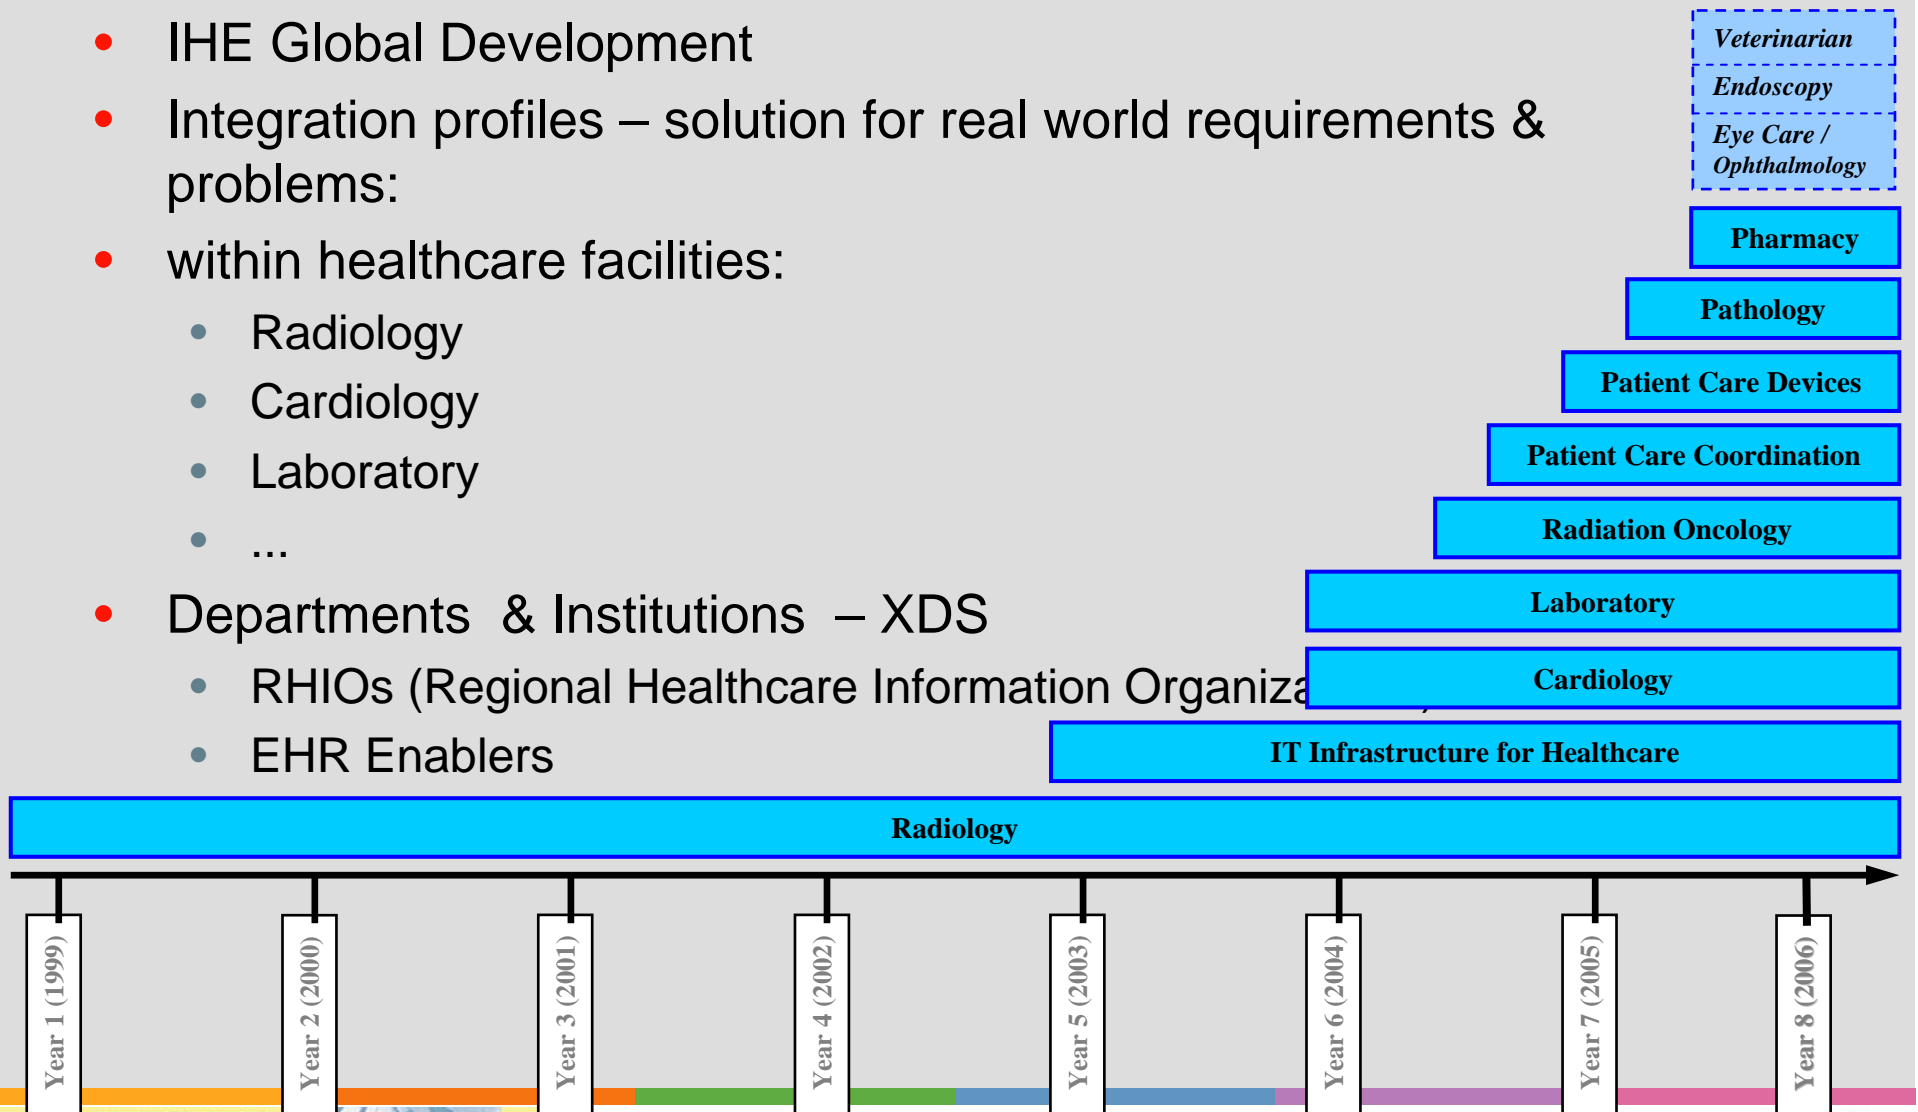 • IHE Global Development
• Integration profiles – solution for real world requirements &
problems:
• within healthcare facilities:
• Radiology
• Cardiology
• Laboratory
• ...
• Departments & Institutions – XDS
• RHIOs (Regional Healthcare Information Organiza
• EHR Enablers
Veterinarian
Endoscopy
Eye Care /
Ophthalmology
Pharmacy
Pathology
Patient Care Devices
Patient Care Coordination
Radiation Oncology
Laboratory
Cardiology
IT Infrastructure for Healthcare
Radiology
Year 1 (1999)
Year 2 (2000)
Year 3 (2001)
Year 4 (2002)
Year 5 (2003)
Year 6 (2004)
Year 7 (2005)
Year 8 (2006)